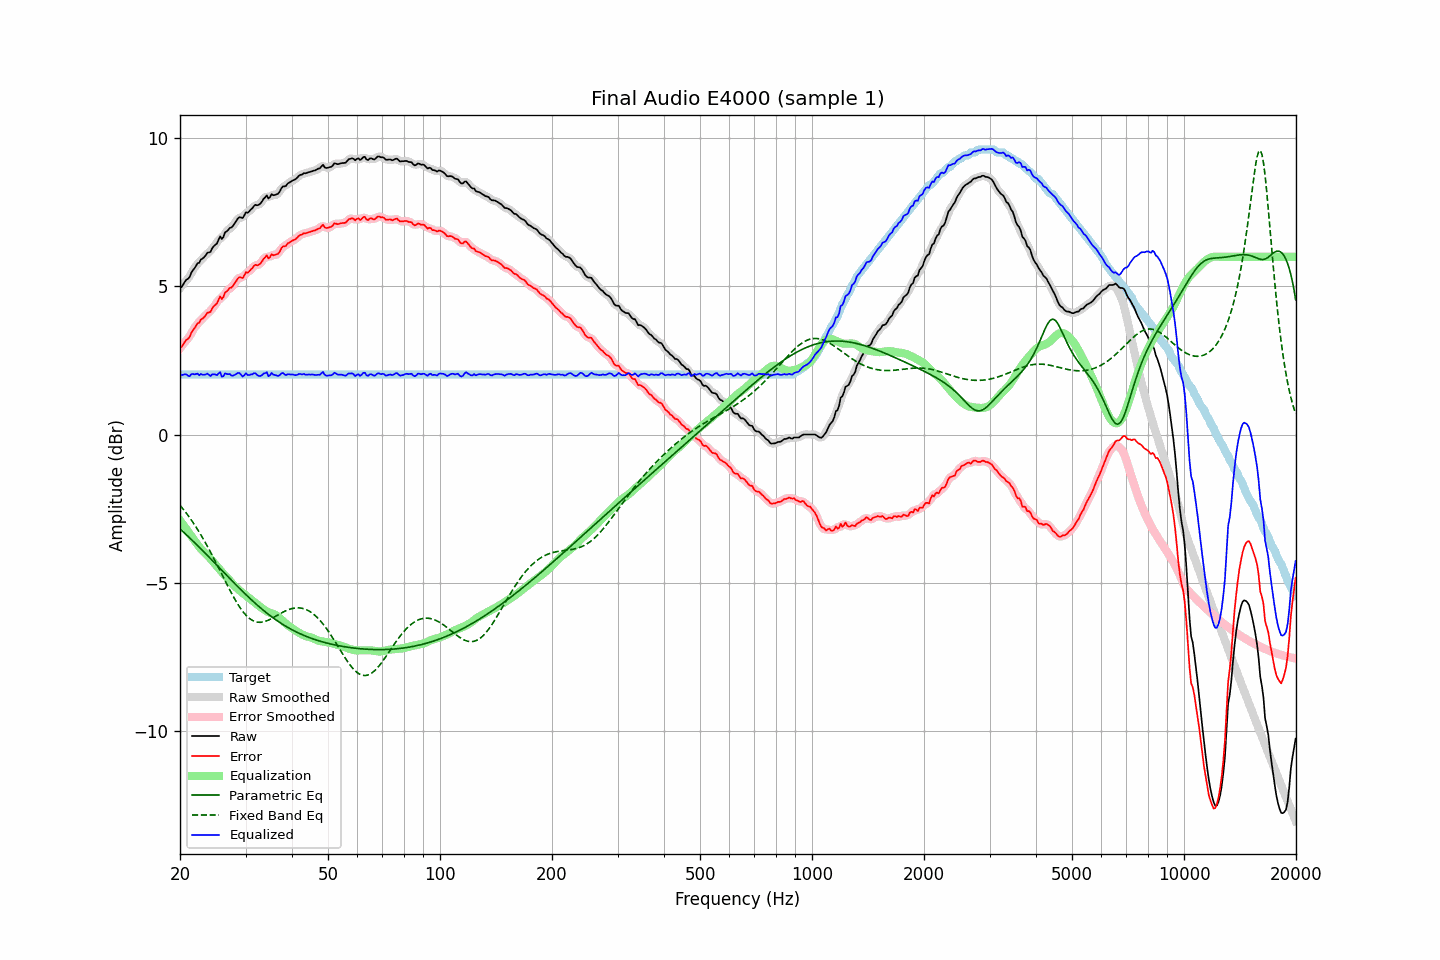 Final Audio E4000 (sample 1)
10
5
0
−5
−10
Amplitude (dBr)
Target
Raw Smoothed
Error Smoothed
Raw
Error
Equalization
Parametric Eq
Fixed Band Eq
Equalized
20 50 100 200 500 1000 2000 5000 10000 20000
Frequency (Hz)